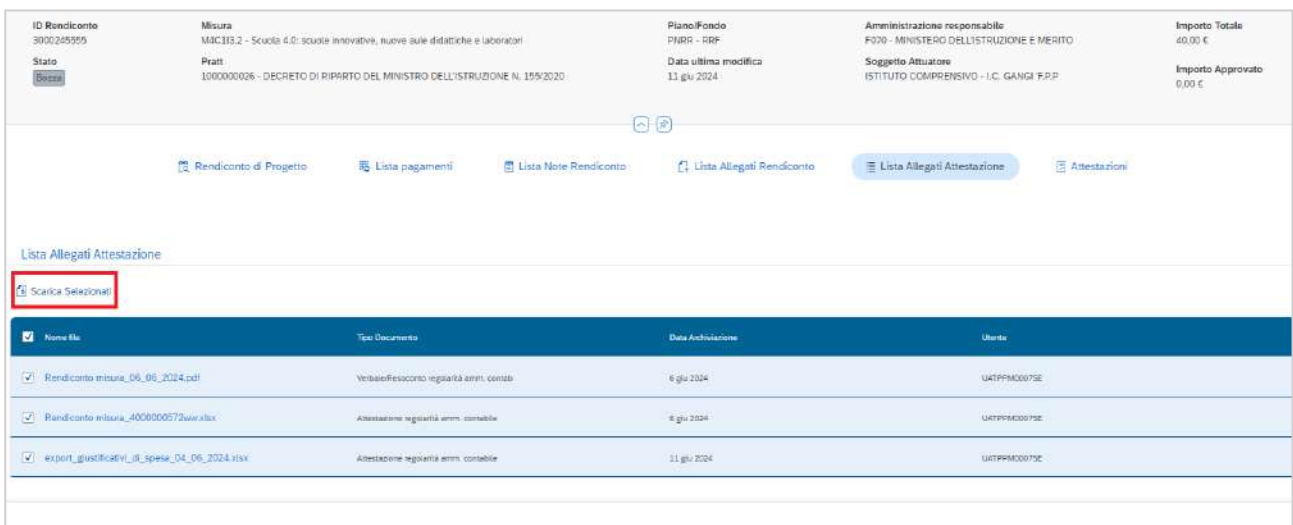 ID Rendiconto
3000245555
Misura
M4C1I3.2 - Scuola 4.0: scuole innovative, nuove aule didattiche e laboratori
Piano/Fondo
PNRR - RRF
Amministrazione responsabile
F020 - MINISTERO DELL'ISTRUZIONE E MERITO
Importo Totale
40,00 €
Stato
Bozza
Pratt
1000000026 - DECRETO DI RIPARTO DEL MINISTRO DELL'ISTRUZIONE N. 155/2020
Data ultima modifica
11 giu 2024
Soggetto Attuatore
ISTITUTO COMPRENSIVO - I.C. GANGI 'F.P.P
Importo Approvato
0,00 €
Rendiconto di Progetto
Lista pagamenti
Lista Note Rendiconto
Lista Allegati Rendiconto
Lista Allegati Attestazione
Attestazioni
Lista Allegati Attestazione
Scarica Selezionati
Nome file Tipo Documento Data Archiviazione Utente
Rendiconto misura_06_06_2024.pdf Verbale/Resoconto regolarità amm. contab 6 giu 2024
Rendiconto misura_4000000572ww.xlsx Attestazione regolarità amm. contabile 6 giu 2024
export_giustificativi_di_spesa_04_06_2024.xlsx Attestazione regolarità amm. contabile 11 giu 2024